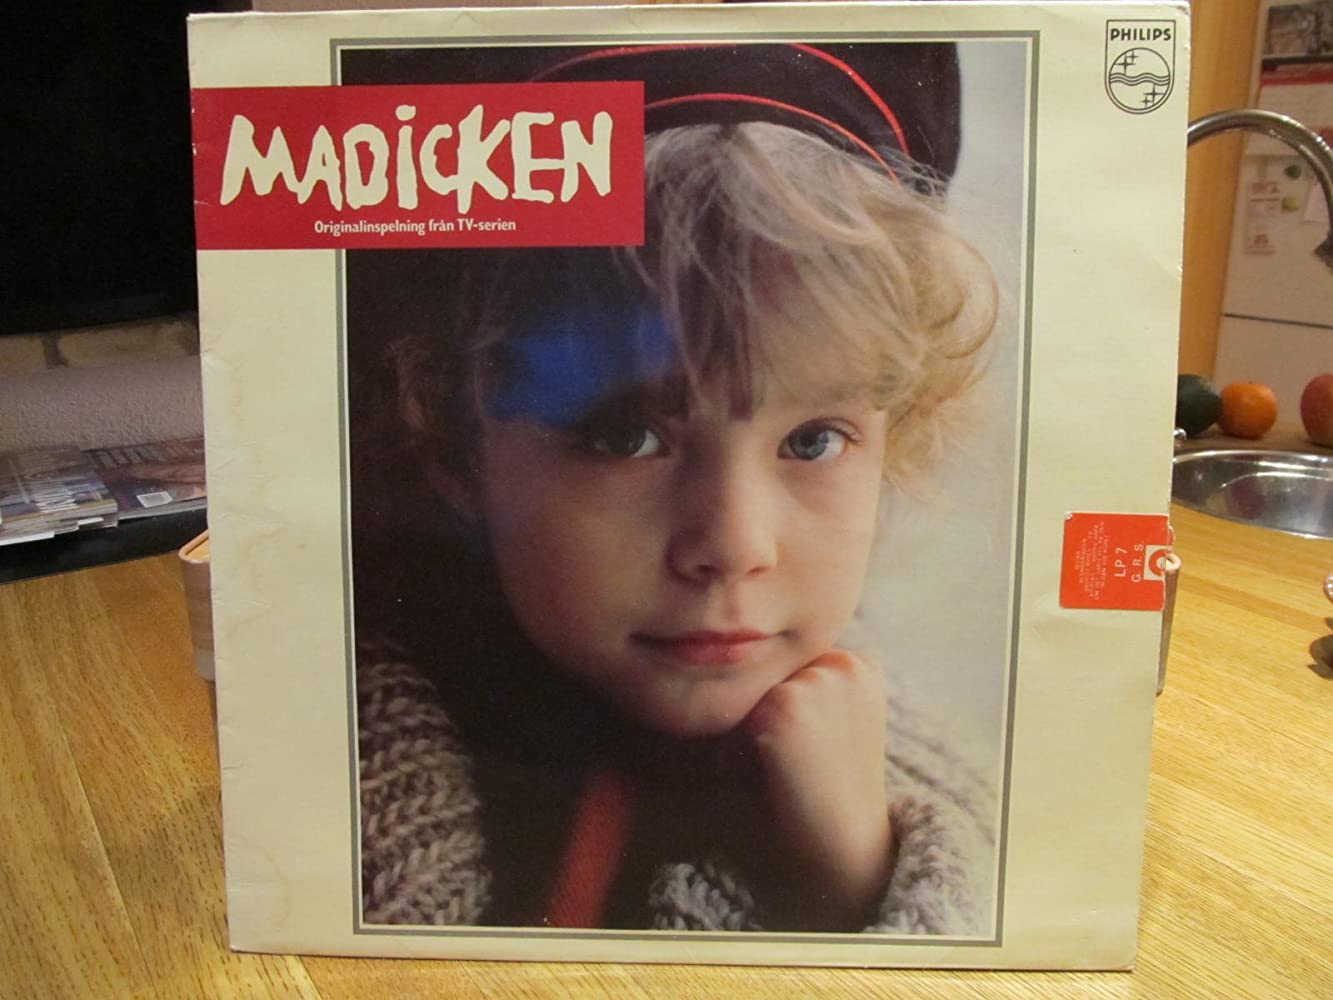 PHILIPS
MADiCKEN
Originalinspelning från TV-serien
LP 7
G.R.S.